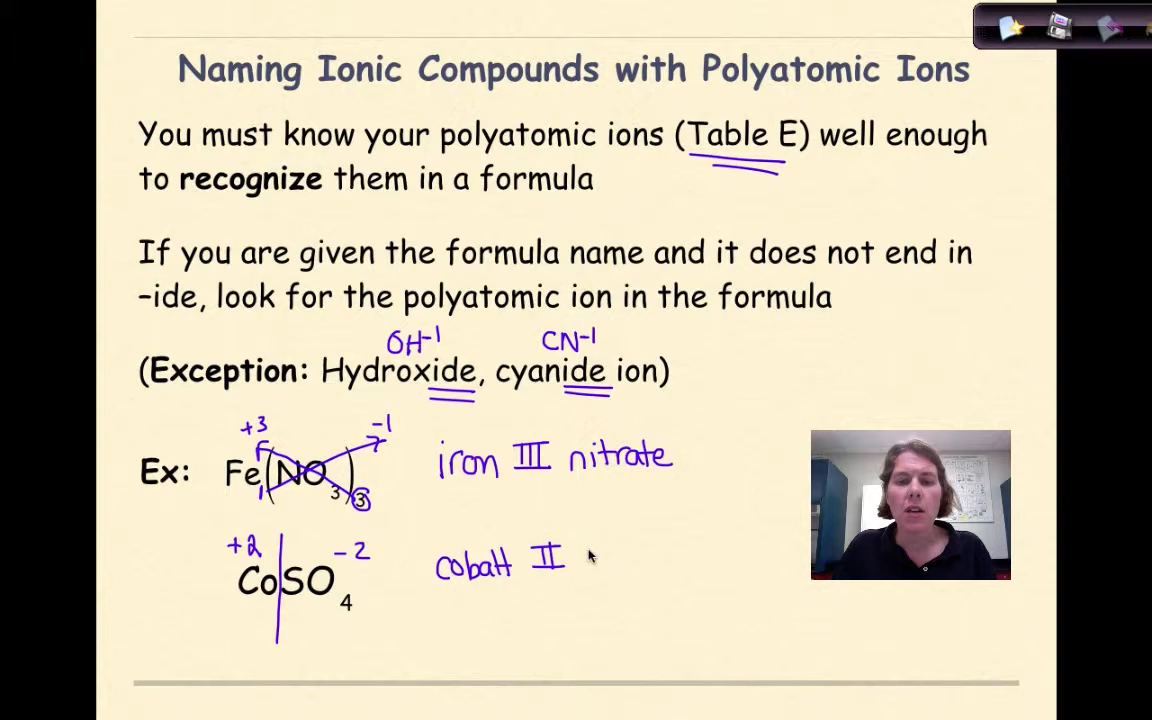 Naming Ionic Compounds with Polyatomic Ions
You must know your polyatomic ions (Table E) well enough
to recognize them in a formula
If you are given the formula name and it does not end in
–ide, look for the polyatomic ion in the formula
OH-1 CN-1
(Exception: Hydroxide, cyanide ion)
+3 -1
Ex: Fe(NO3)3 iron III nitrate
1
+2 -2
CoSO4 cobalt II